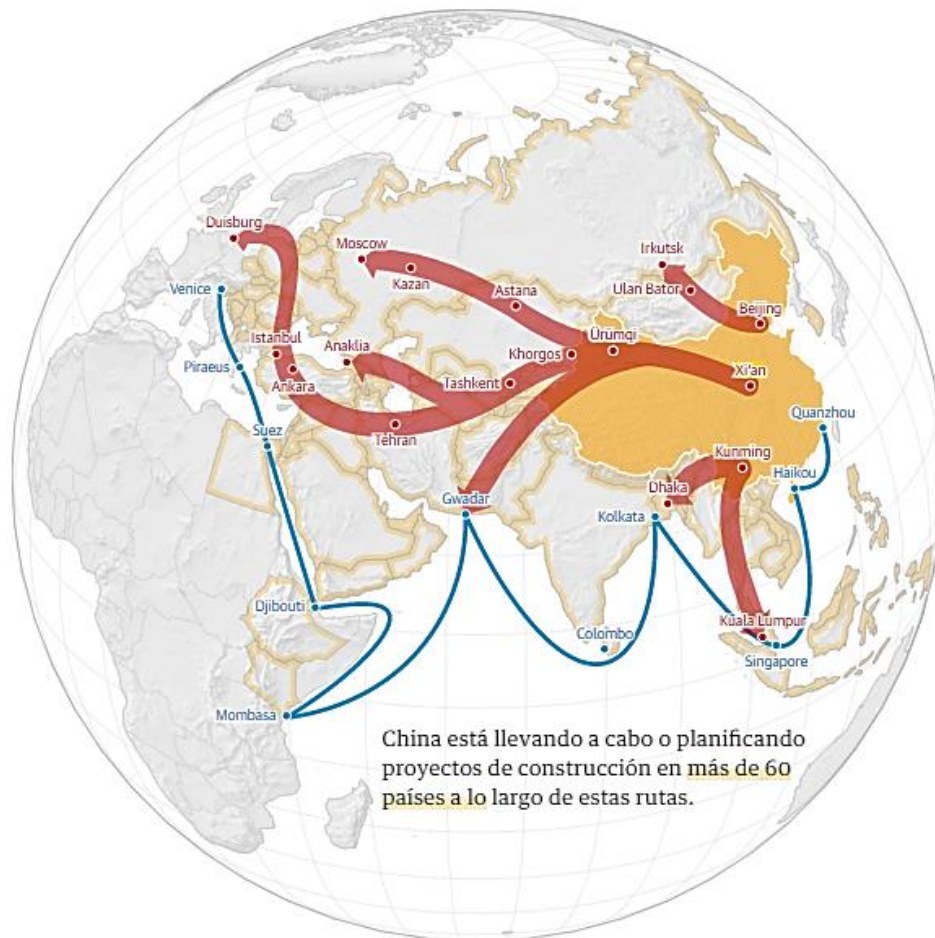 Duisburg
Moscow
Irkutsk
Kazan
Venice
Ulan Bator
Astana
Beijing
Istanbul
Anaklia
Ürümqi
Khorgos
Piraeus
Xi'an
Ankara
Tashkent
Quanzhou
Suez
Tehran
Kunming
Haikou
Dhaka
Gwadar
Kolkata
Djibouti
Kuala Lumpur
Colombo
Singapore
Mombasa
China está llevando a cabo o planificando
proyectos de construcción en más de 60
países a lo largo de estas rutas.